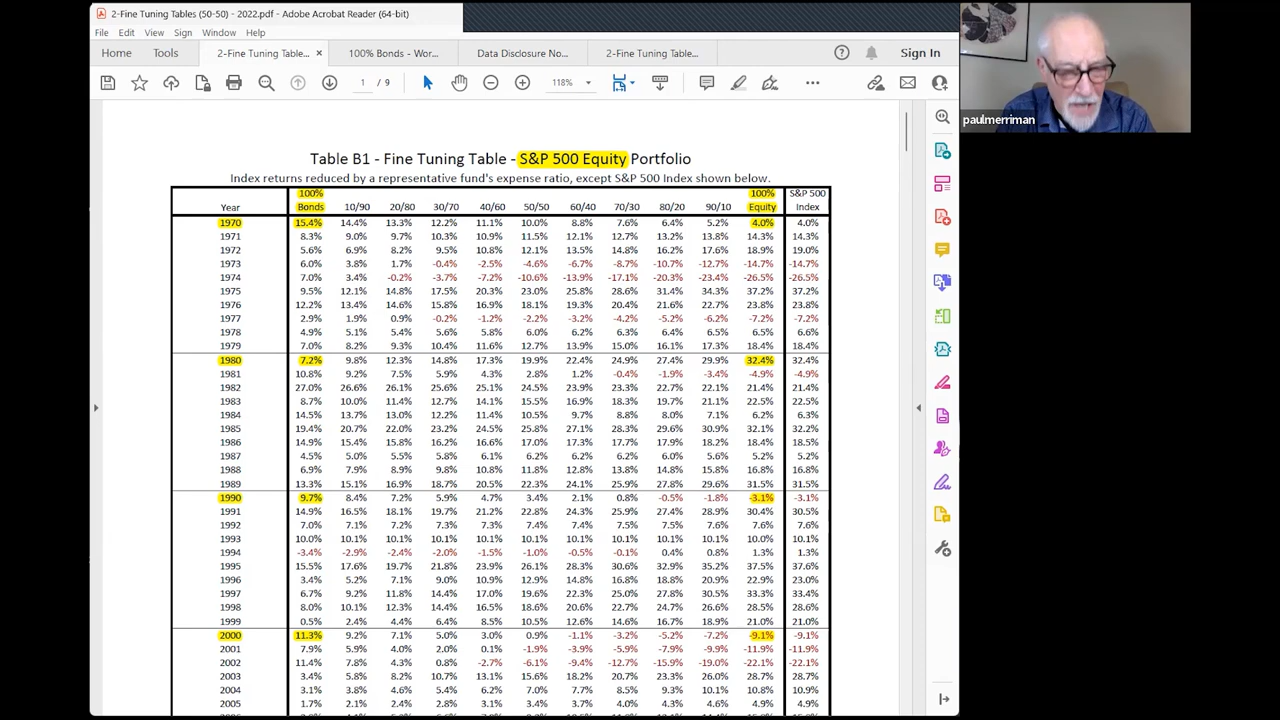 2-Fine Tuning Tables (50-50) - 2022.pdf - Adobe Acrobat Reader (64-bit)
File Edit View Sign Window Help
Home Tools 2-Fine Tuning Table... × 100% Bonds - Wor... Data Disclosure No... 2-Fine Tuning Table... Sign In
1 / 9 118%
paulmerriman
Table B1 - Fine Tuning Table - S&P 500 Equity Portfolio
Index returns reduced by a representative fund's expense ratio, except S&P 500 Index shown below.
100% 100% S&P 500
Year Bonds 10/90 20/80 30/70 40/60 50/50 60/40 70/30 80/20 90/10 Equity Index
1970 15.4% 14.4% 13.3% 12.2% 11.1% 10.0% 8.8% 7.6% 6.4% 5.2% 4.0% 4.0%
1971 8.3% 9.0% 9.7% 10.3% 10.9% 11.5% 12.1% 12.7% 13.2% 13.8% 14.3% 14.3%
1972 5.6% 6.9% 8.2% 9.5% 10.8% 12.1% 13.5% 14.8% 16.2% 17.6% 18.9% 19.0%
1973 6.0% 3.8% 1.7% -0.4% -2.5% -4.6% -6.7% -8.7% -10.7% -12.7% -14.7% -14.7%
1974 7.0% 3.4% -0.2% -3.7% -7.2% -10.6% -13.9% -17.1% -20.3% -23.4% -26.5% -26.5%
1975 9.5% 12.1% 14.8% 17.5% 20.3% 23.0% 25.8% 28.6% 31.4% 34.3% 37.2% 37.2%
1976 12.2% 13.4% 14.6% 15.8% 16.9% 18.1% 19.3% 20.4% 21.6% 22.7% 23.8% 23.8%
1977 2.9% 1.9% 0.9% -0.2% -1.2% -2.2% -3.2% -4.2% -5.2% -6.2% -7.2% -7.2%
1978 4.9% 5.1% 5.4% 5.6% 5.8% 6.0% 6.2% 6.3% 6.4% 6.5% 6.5% 6.6%
1979 7.0% 8.2% 9.3% 10.4% 11.6% 12.7% 13.9% 15.0% 16.1% 17.3% 18.4% 18.4%
1980 7.2% 9.8% 12.3% 14.8% 17.3% 19.9% 22.4% 24.9% 27.4% 29.9% 32.4% 32.4%
1981 10.8% 9.2% 7.5% 5.9% 4.3% 2.8% 1.2% -0.4% -1.9% -3.4% -4.9% -4.9%
1982 27.0% 26.6% 26.1% 25.6% 25.1% 24.5% 23.9% 23.3% 22.7% 22.1% 21.4% 21.4%
1983 8.7% 10.0% 11.4% 12.7% 14.1% 15.5% 16.9% 18.3% 19.7% 21.1% 22.5% 22.5%
1984 14.5% 13.7% 13.0% 12.2% 11.4% 10.5% 9.7% 8.8% 8.0% 7.1% 6.2% 6.3%
1985 19.4% 20.7% 22.0% 23.2% 24.5% 25.8% 27.1% 28.3% 29.6% 30.9% 32.1% 32.2%
1986 14.9% 15.4% 15.8% 16.2% 16.6% 17.0% 17.3% 17.7% 17.9% 18.2% 18.4% 18.5%
1987 4.5% 5.0% 5.5% 5.8% 6.1% 6.2% 6.2% 6.2% 6.0% 5.6% 5.2% 5.2%
1988 6.9% 7.9% 8.9% 9.8% 10.8% 11.8% 12.8% 13.8% 14.8% 15.8% 16.8% 16.8%
1989 13.3% 15.1% 16.9% 18.7% 20.5% 22.3% 24.1% 25.9% 27.8% 29.6% 31.5% 31.5%
1990 9.7% 8.4% 7.2% 5.9% 4.7% 3.4% 2.1% 0.8% -0.5% -1.8% -3.1% -3.1%
1991 14.9% 16.5% 18.1% 19.7% 21.2% 22.8% 24.3% 25.9% 27.4% 28.9% 30.4% 30.5%
1992 7.0% 7.1% 7.2% 7.3% 7.3% 7.4% 7.4% 7.5% 7.5% 7.6% 7.6% 7.6%
1993 10.0% 10.1% 10.1% 10.1% 10.1% 10.1% 10.1% 10.1% 10.1% 10.1% 10.0% 10.1%
1994 -3.4% -2.9% -2.4% -2.0% -1.5% -1.0% -0.5% -0.1% 0.4% 0.8% 1.3% 1.3%
1995 15.5% 17.6% 19.7% 21.8% 23.9% 26.1% 28.3% 30.6% 32.9% 35.2% 37.5% 37.6%
1996 3.4% 5.2% 7.1% 9.0% 10.9% 12.9% 14.8% 16.8% 18.8% 20.9% 22.9% 23.0%
1997 6.7% 9.2% 11.8% 14.4% 17.0% 19.6% 22.3% 25.0% 27.8% 30.5% 33.3% 33.4%
1998 8.0% 10.1% 12.3% 14.4% 16.5% 18.6% 20.6% 22.7% 24.7% 26.6% 28.5% 28.6%
1999 0.5% 2.4% 4.4% 6.4% 8.5% 10.5% 12.6% 14.6% 16.7% 18.9% 21.0% 21.0%
2000 11.3% 9.2% 7.1% 5.0% 3.0% 0.9% -1.1% -3.2% -5.2% -7.2% -9.1% -9.1%
2001 7.9% 5.9% 4.0% 2.0% 0.1% -1.9% -3.9% -5.9% -7.9% -9.9% -11.9% -11.9%
2002 11.4% 7.8% 4.3% 0.8% -2.7% -6.1% -9.4% -12.7% -15.9% -19.0% -22.1% -22.1%
2003 3.4% 5.8% 8.2% 10.7% 13.1% 15.6% 18.2% 20.7% 23.3% 26.0% 28.7% 28.7%
2004 3.1% 3.8% 4.6% 5.4% 6.2% 7.0% 7.7% 8.5% 9.3% 10.1% 10.8% 10.9%
2005 1.7% 2.1% 2.4% 2.8% 3.1% 3.4% 3.7% 4.0% 4.3% 4.6% 4.9% 4.9%